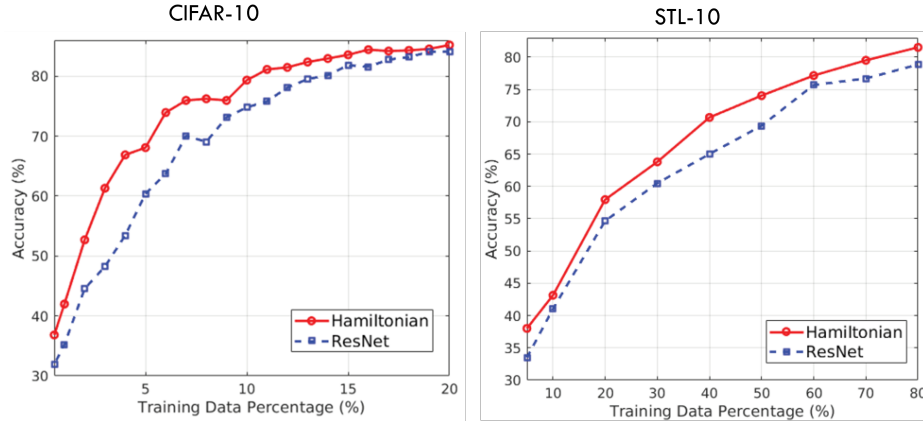 CIFAR-10
80
70
60
50
40
30
5
10
15
20
Accuracy (%)
Training Data Percentage (%)
Hamiltonian
ResNet
STL-10
80
75
70
65
60
55
50
45
40
35
30
10
20
30
40
50
60
70
80
Accuracy (%)
Training Data Percentage (%)
Hamiltonian
ResNet